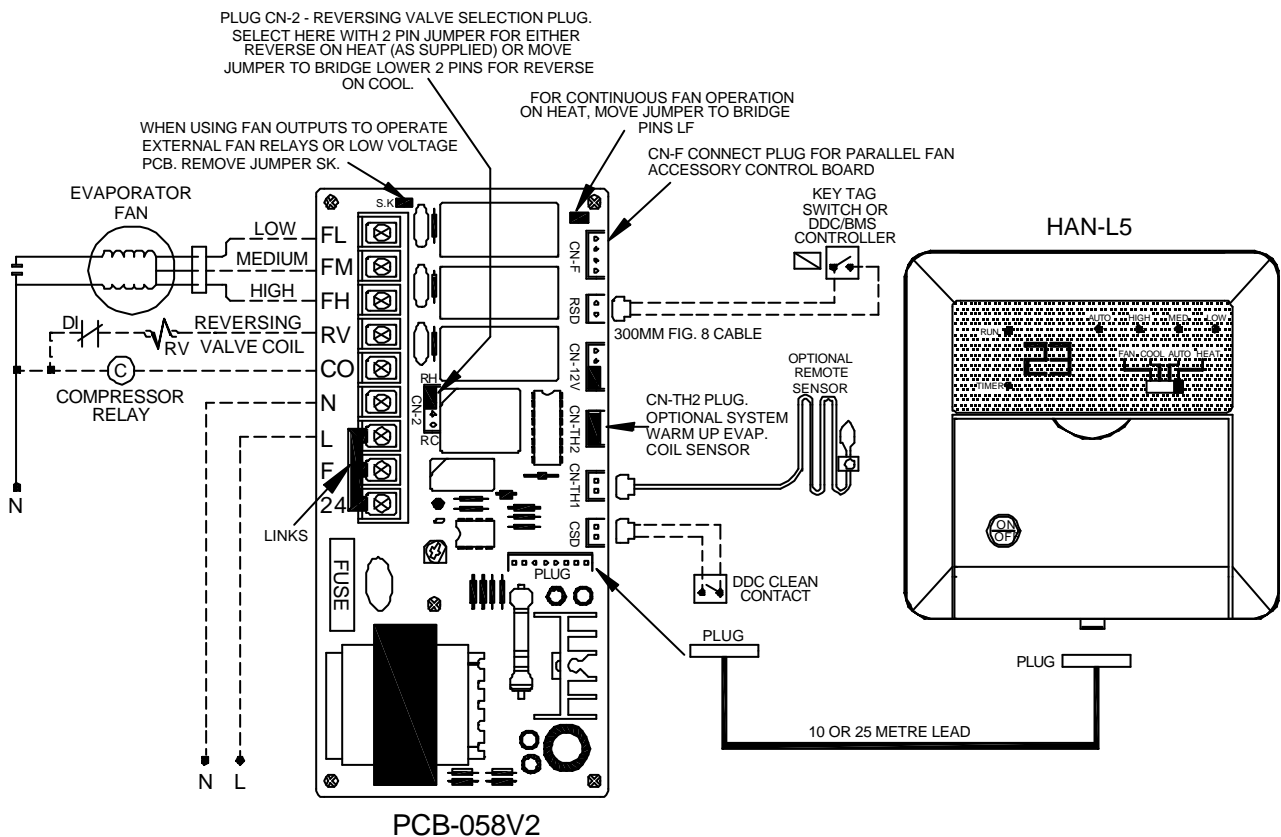 PLUG CN-2 - REVERSING VALVE SELECTION PLUG.
SELECT HERE WITH 2 PIN JUMPER FOR EITHER
REVERSE ON HEAT (AS SUPPLIED) OR MOVE
JUMPER TO BRIDGE LOWER 2 PINS FOR REVERSE
ON COOL.
FOR CONTINUOUS FAN OPERATION
ON HEAT, MOVE JUMPER TO BRIDGE
PINS LF
WHEN USING FAN OUTPUTS TO OPERATE
EXTERNAL FAN RELAYS OR LOW VOLTAGE
PCB. REMOVE JUMPER SK.
CN-F CONNECT PLUG FOR PARALLEL FAN
ACCESSORY CONTROL BOARD
EVAPORATOR
FAN
KEY TAG
SWITCH OR
DDC/BMS
CONTROLLER
HAN-L5
S.K
LOW
FL
MEDIUM
FM
HIGH
FH
DI
RV
REVERSING
VALVE COIL
RV
CO
C
COMPRESSOR
RELAY
N
L
F
24
N
LINKS
CN-F
RSD
300MM FIG. 8 CABLE
CN-12V
RH
CN-2
RC
CN-TH2
CN-TH2 PLUG.
OPTIONAL SYSTEM
WARM UP EVAP.
COIL SENSOR
OPTIONAL
REMOTE
SENSOR
CN-TH1
CSD
DDC CLEAN
CONTACT
AUTO HIGH MED LOW
RUN
FAN COOL AUTO HEAT
TIMER
ON
OFF
PLUG
FUSE
PLUG
PLUG
10 OR 25 METRE LEAD
N L
PCB-058V2